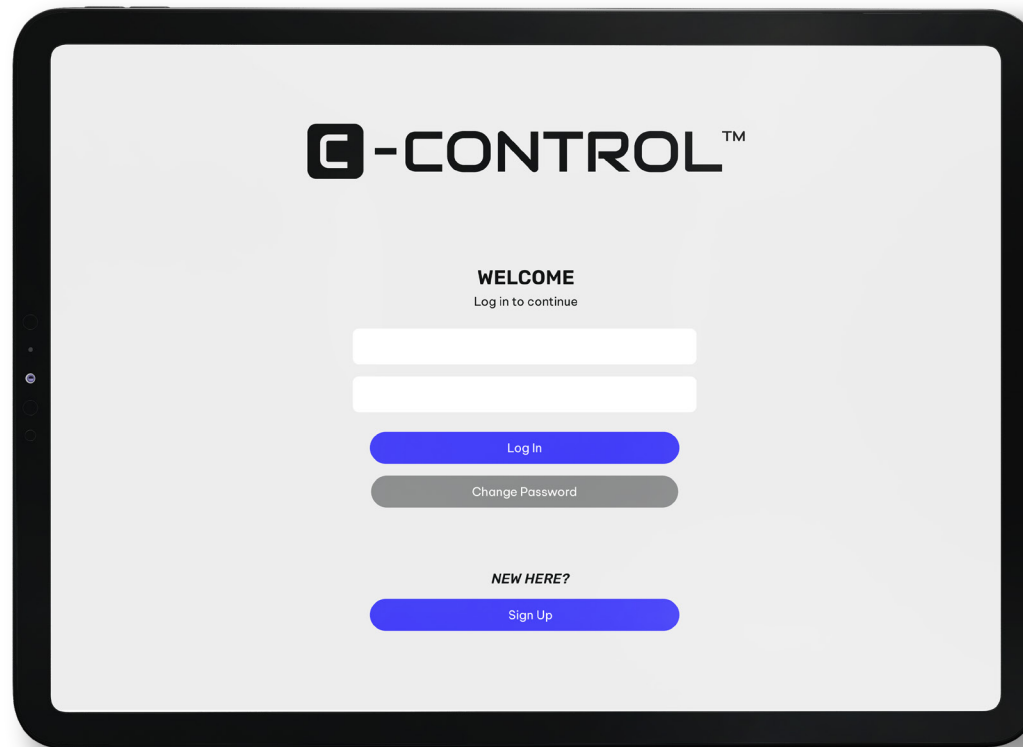 C-CONTROL™
WELCOME
Log in to continue
Log In
Change Password
NEW HERE?
Sign Up